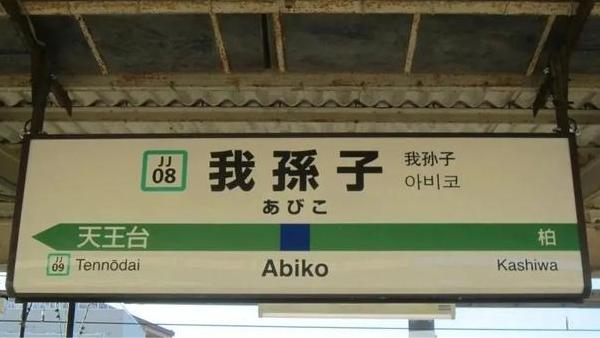 JJ
08
我孫子
我孙子
아비코
あびこ
天王台
柏
JJ
09
Tennōdai
Abiko
Kashiwa